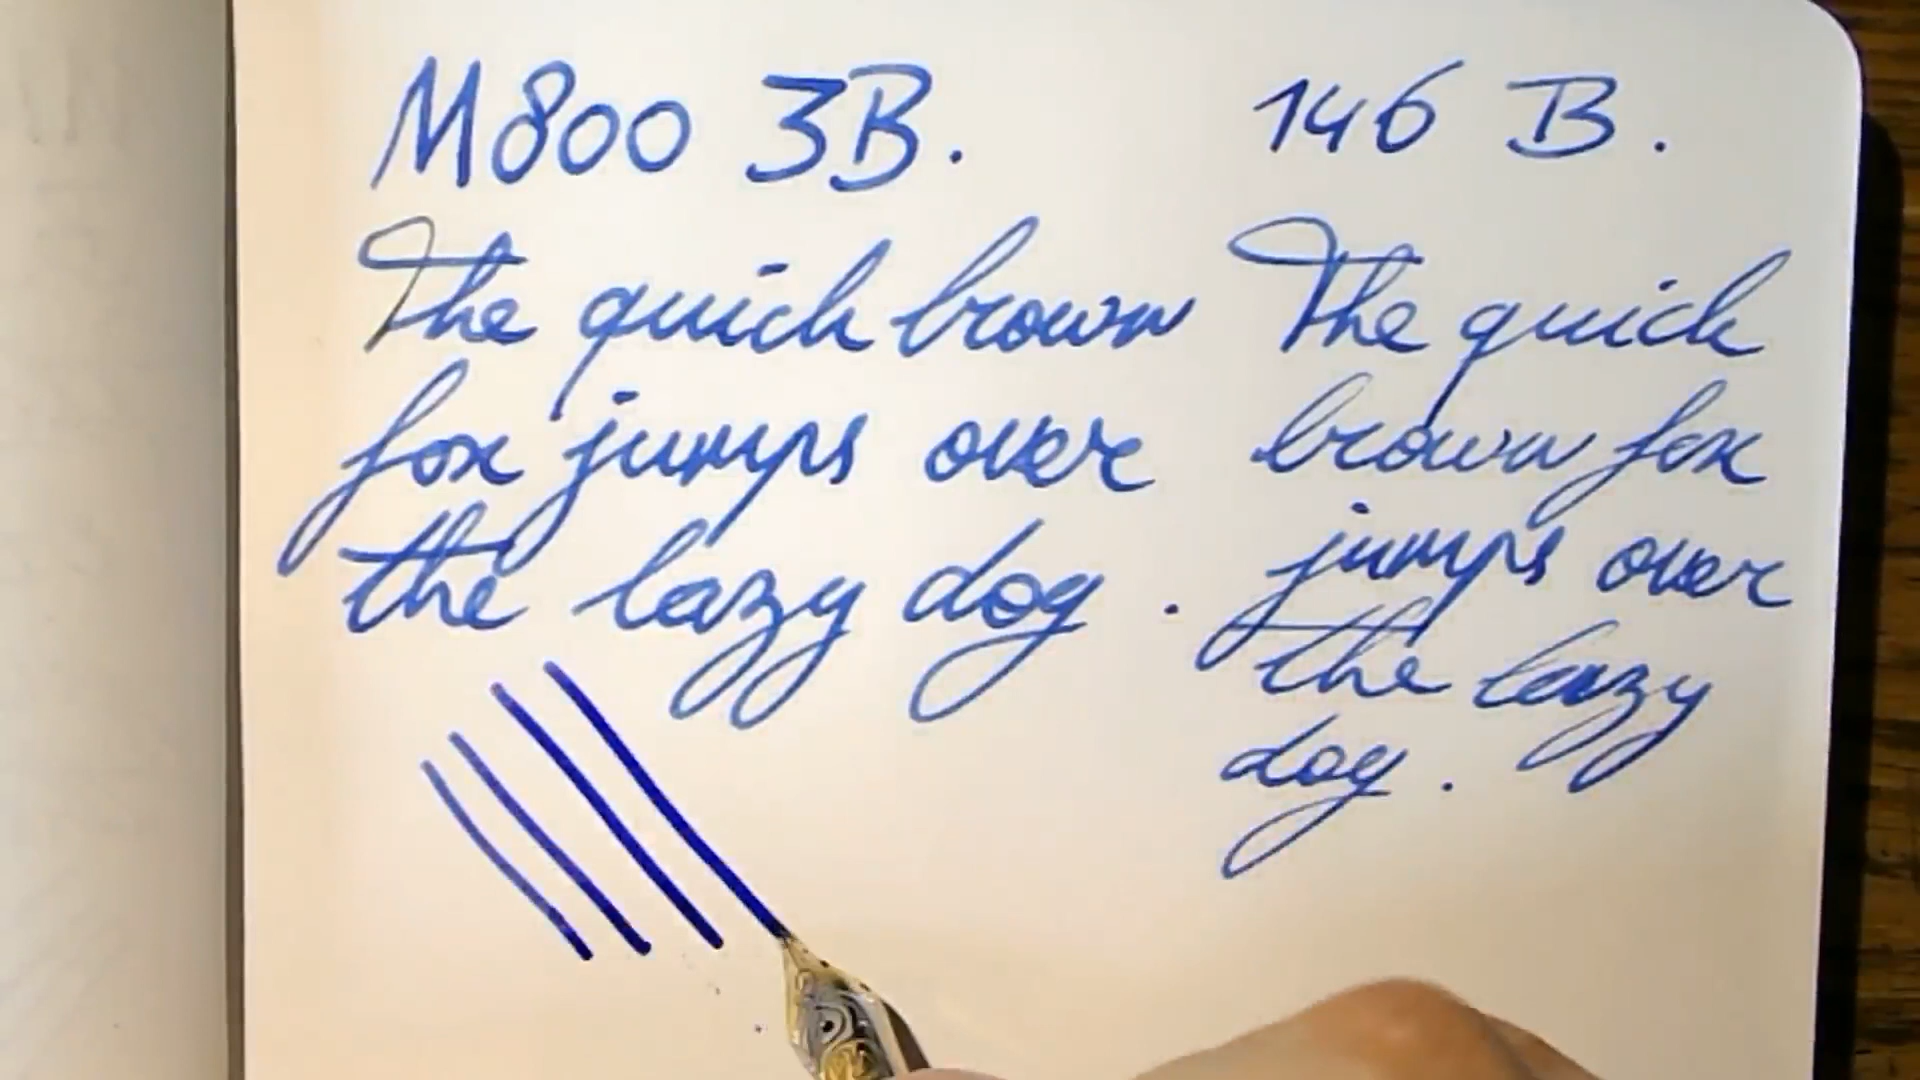 M800 3B.
The quick brown
fox jumps over
the lazy dog.
146 B.
The quick
brown fox
jumps over
the lazy
dog.